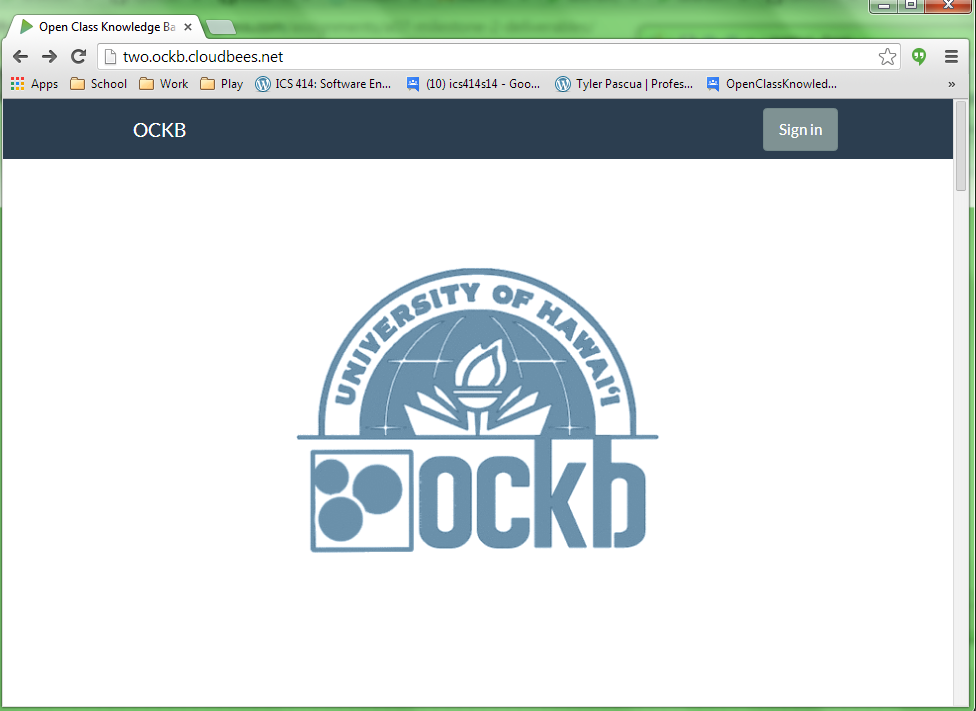 Open Class Knowledge Ba
two.ockb.cloudbees.net
Apps School Work Play ICS 414: Software En... (10) ics414s14 - Goo... Tyler Pascua | Profes... OpenClassKnowled... »
OCKB Sign in
UNIVERSITY OF HAWAIʻI
ockb